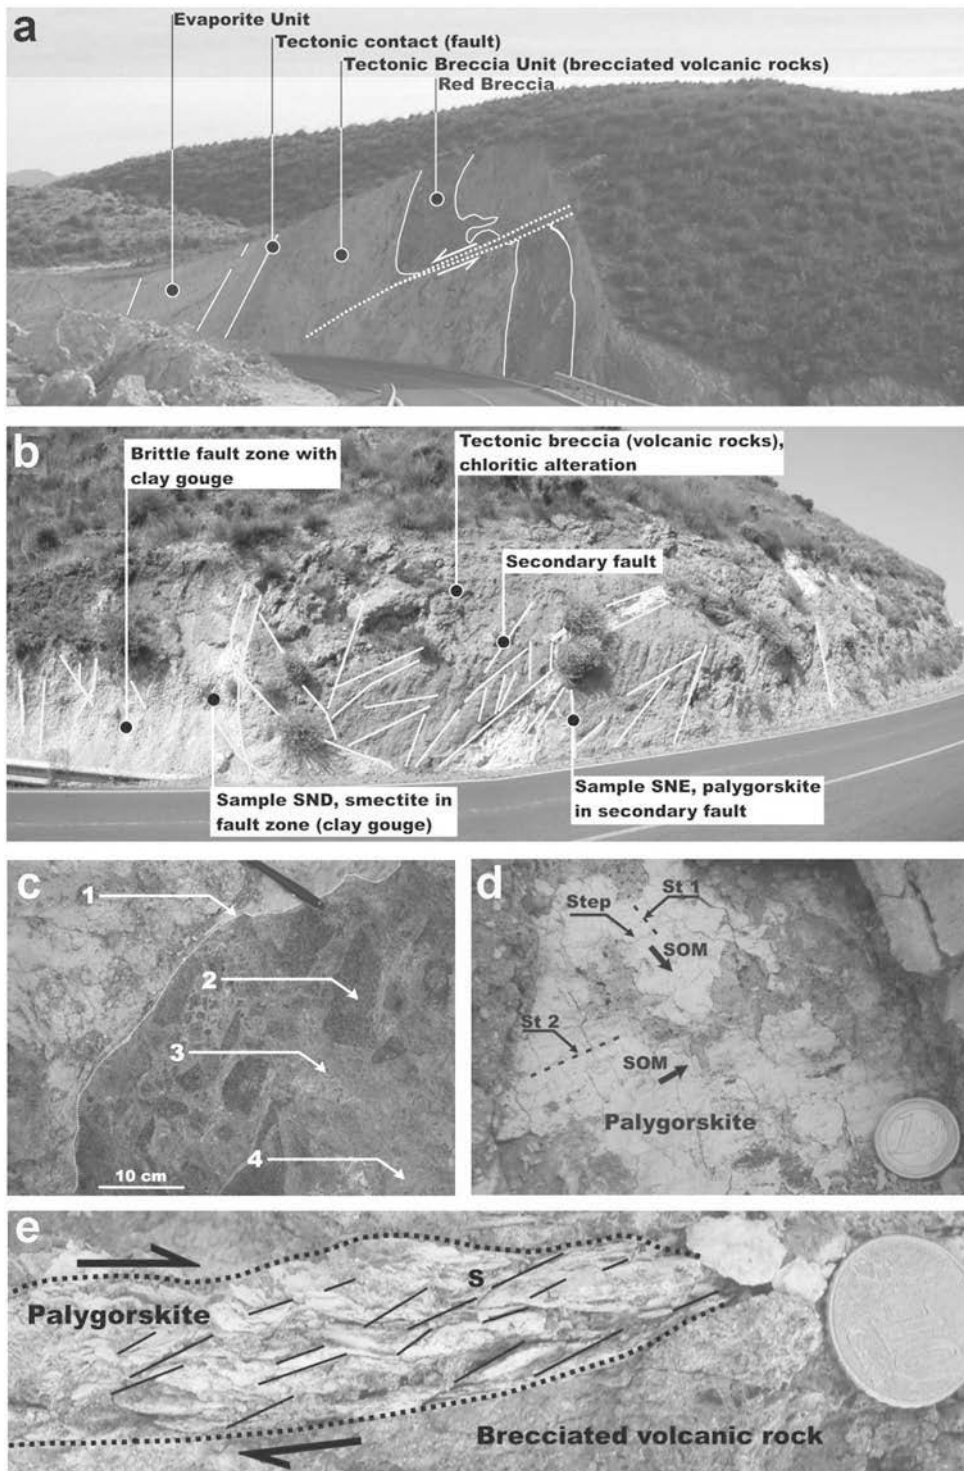 a
Evaporite Unit
Tectonic contact (fault)
Tectonic Breccia Unit (brecciated volcanic rocks)
Red Breccia
b
Brittle fault zone with
clay gouge
Tectonic breccia (volcanic rocks),
chloritic alteration
Secondary fault
Sample SND, smectite in
fault zone (clay gouge)
Sample SNE, palygorskite
in secondary fault
c
1
2
3
4
10 cm
d
St 1
Step
SOM
St 2
SOM
Palygorskite
e
S
Palygorskite
Brecciated volcanic rock